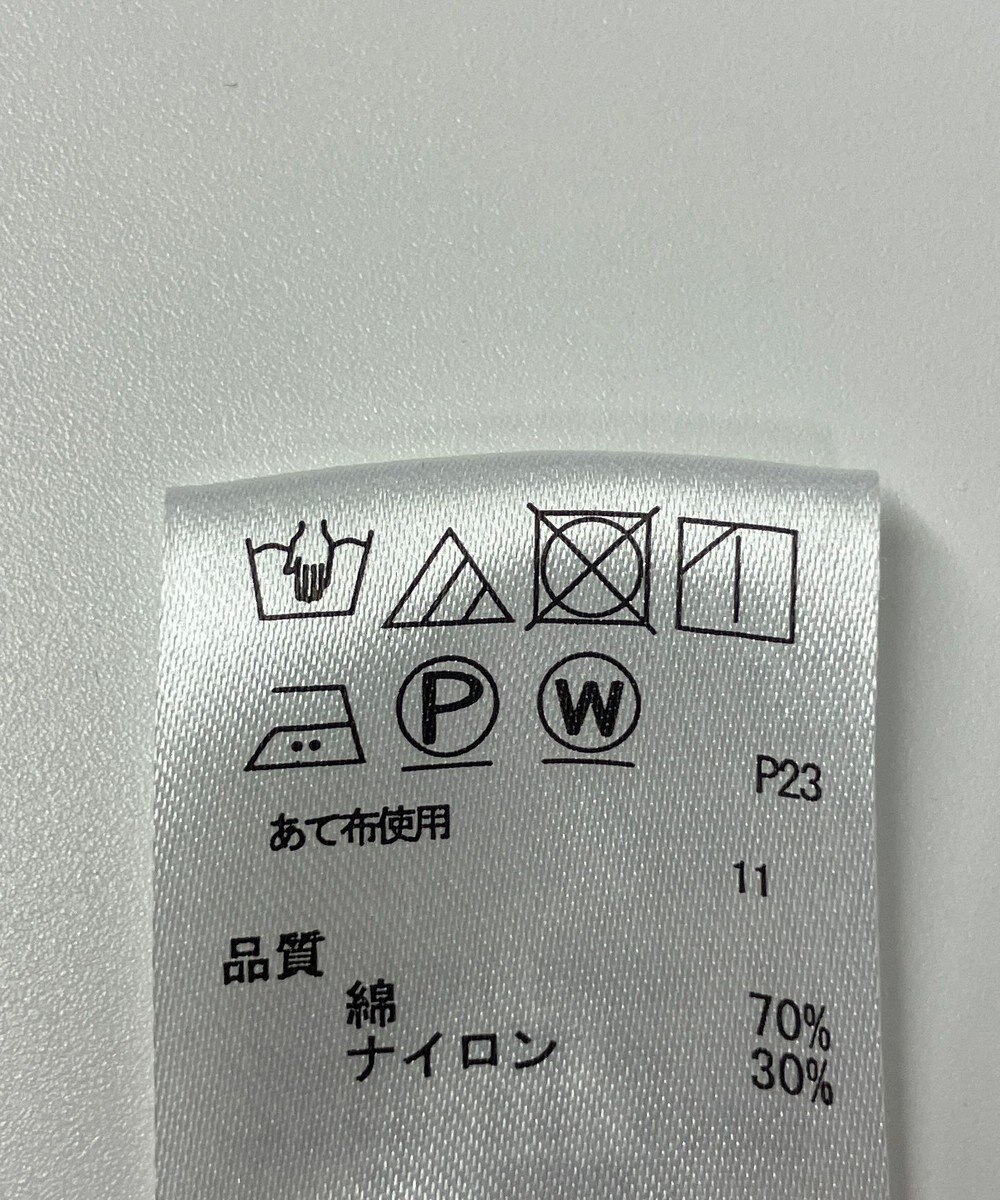 P W
P23
あて布使用
11
品質
綿 70%
ナイロン 30%